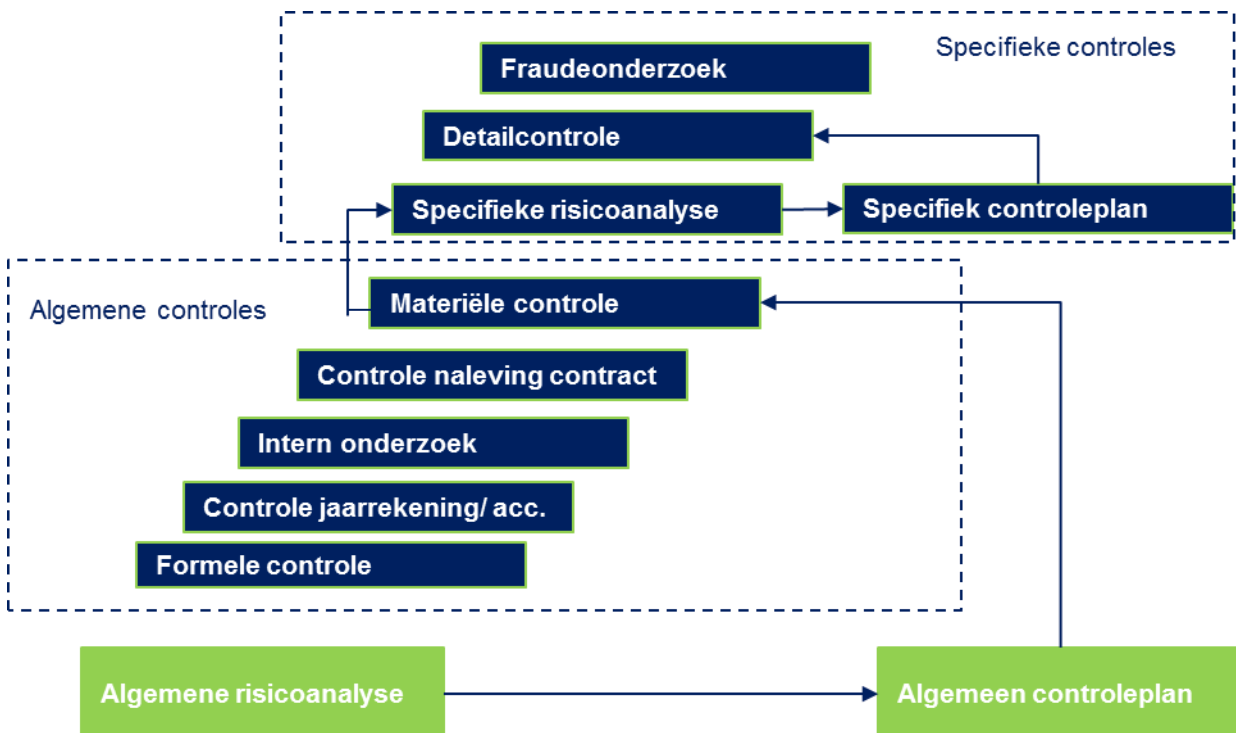 Specifieke controles
Fraudeonderzoek
Detailcontrole
Specifieke risicoanalyse
Specifiek controleplan
Algemene controles
Materiële controle
Controle naleving contract
Intern onderzoek
Controle jaarrekening/ acc.
Formele controle
Algemene risicoanalyse
Algemeen controleplan